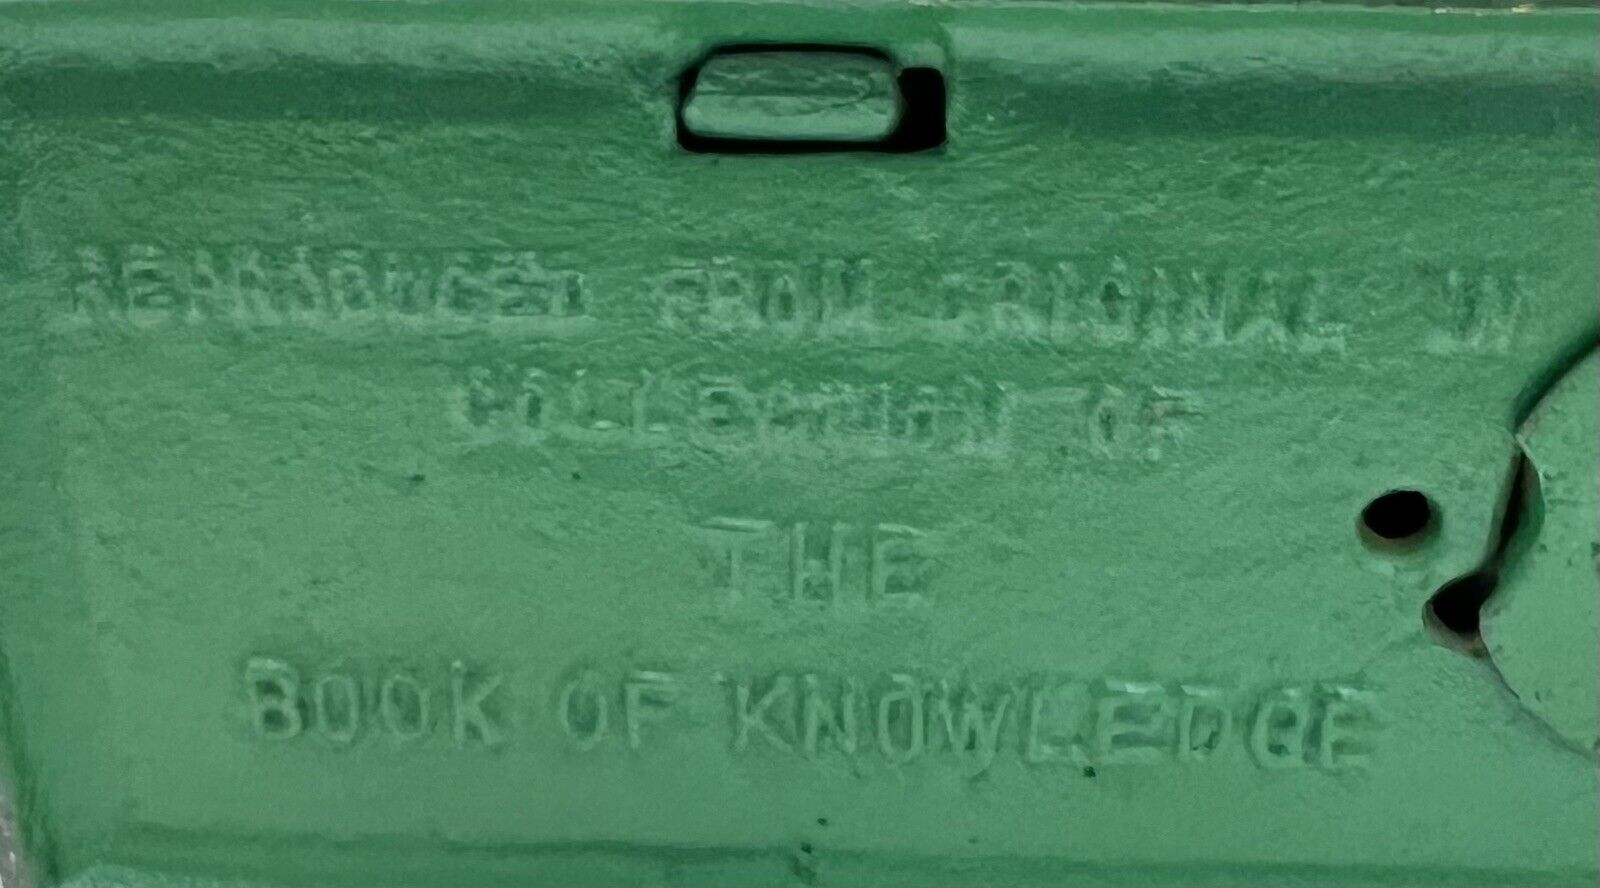 REPRODUCED FROM ORIGINAL IN
COLLECTION OF
THE
BOOK OF KNOWLEDGE